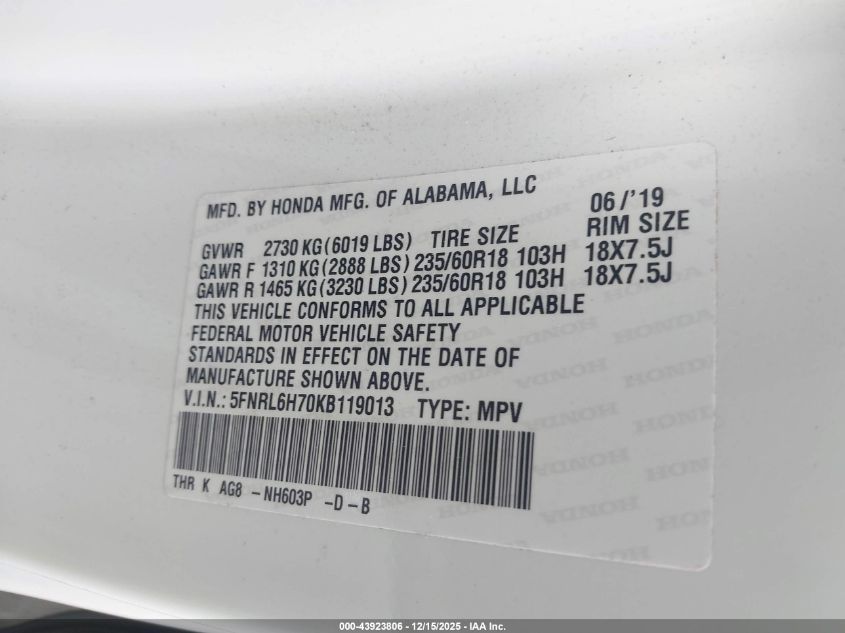 MFD. BY HONDA MFG. OF ALABAMA, LLC 06/'19
GVWR 2730 KG(6019 LBS) TIRE SIZE RIM SIZE
GAWR F 1310 KG(2888 LBS) 235/60R18 103H 18X7.5J
GAWR R 1465 KG(3230 LBS) 235/60R18 103H 18X7.5J
THIS VEHICLE CONFORMS TO ALL APPLICABLE
FEDERAL MOTOR VEHICLE SAFETY
STANDARDS IN EFFECT ON THE DATE OF
MANUFACTURE SHOWN ABOVE.
V.I.N.: 5FNRL6H70KB119013 TYPE: MPV
THR K AG8 -NH603P -D-B
000-43923806 - 12/15/2025 - IAA Inc.